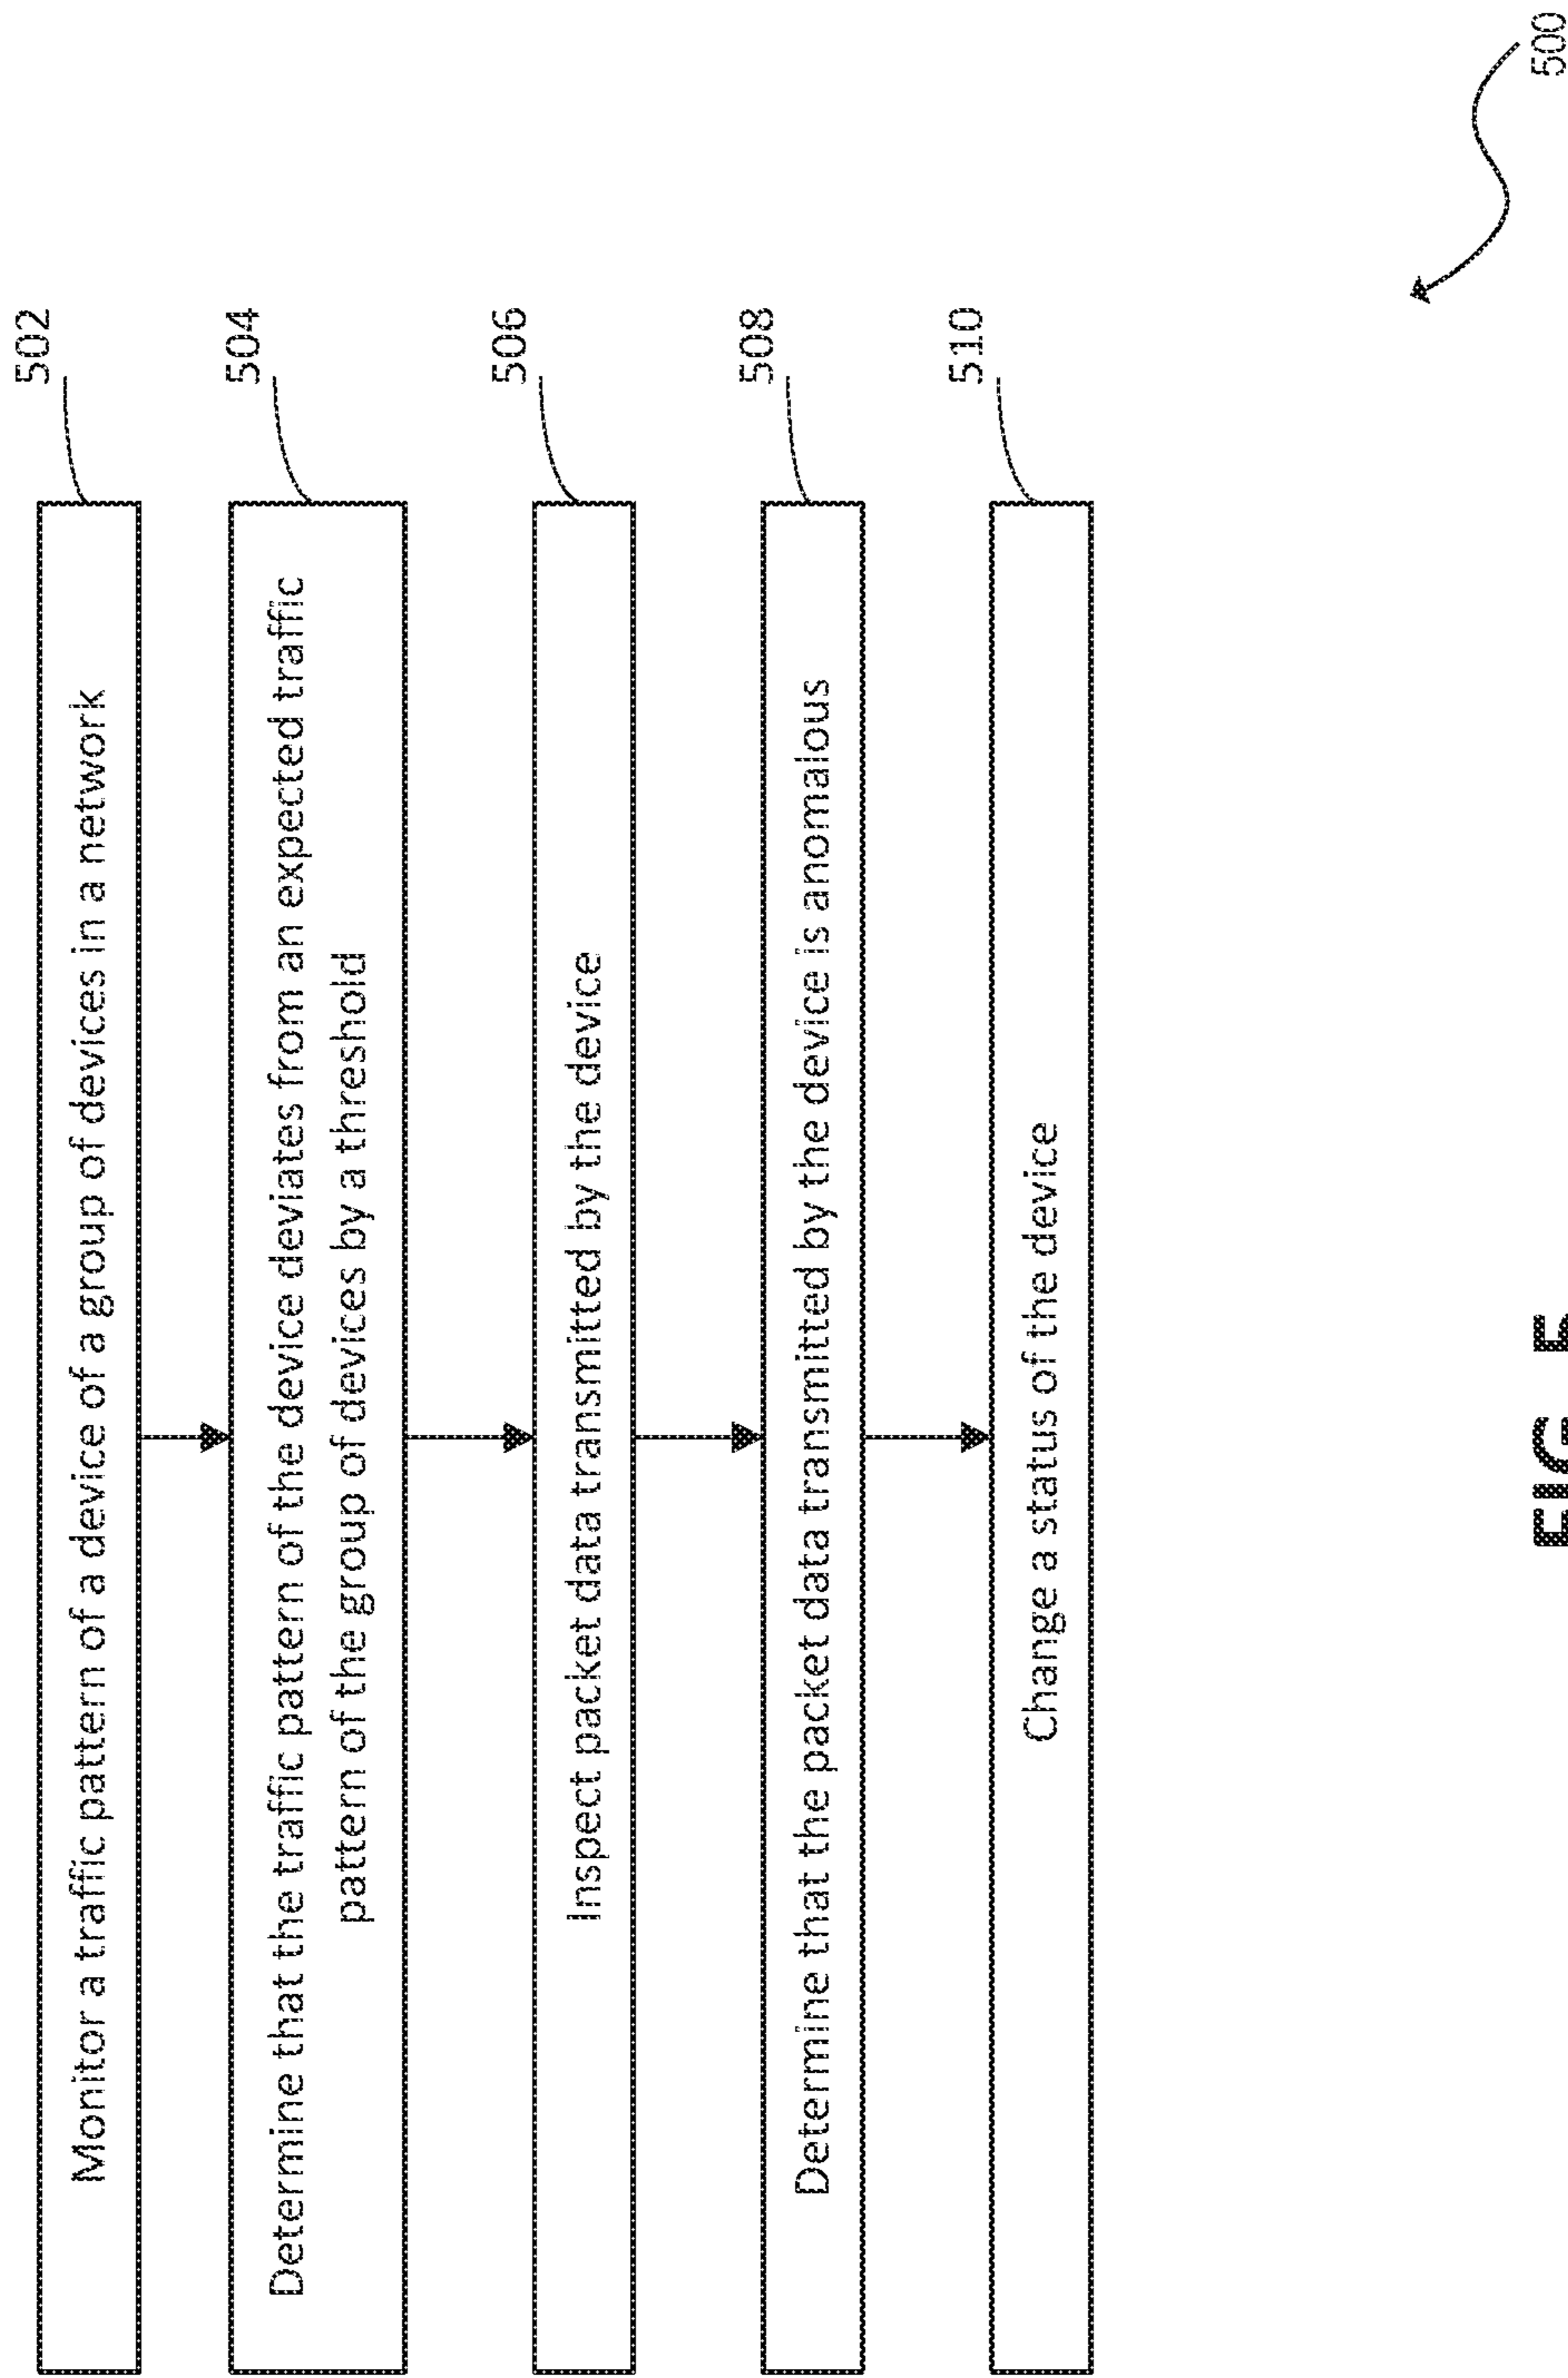 502
Monitor a traffic pattern of a device of a group of devices in a network
504
Determine that the traffic pattern of the device deviates from an expected traffic
pattern of the group of devices by a threshold
506
Inspect packet data transmitted by the device
508
Determine that the packet data transmitted by the device is anomalous
510
Change a status of the device
500
FIG. 5